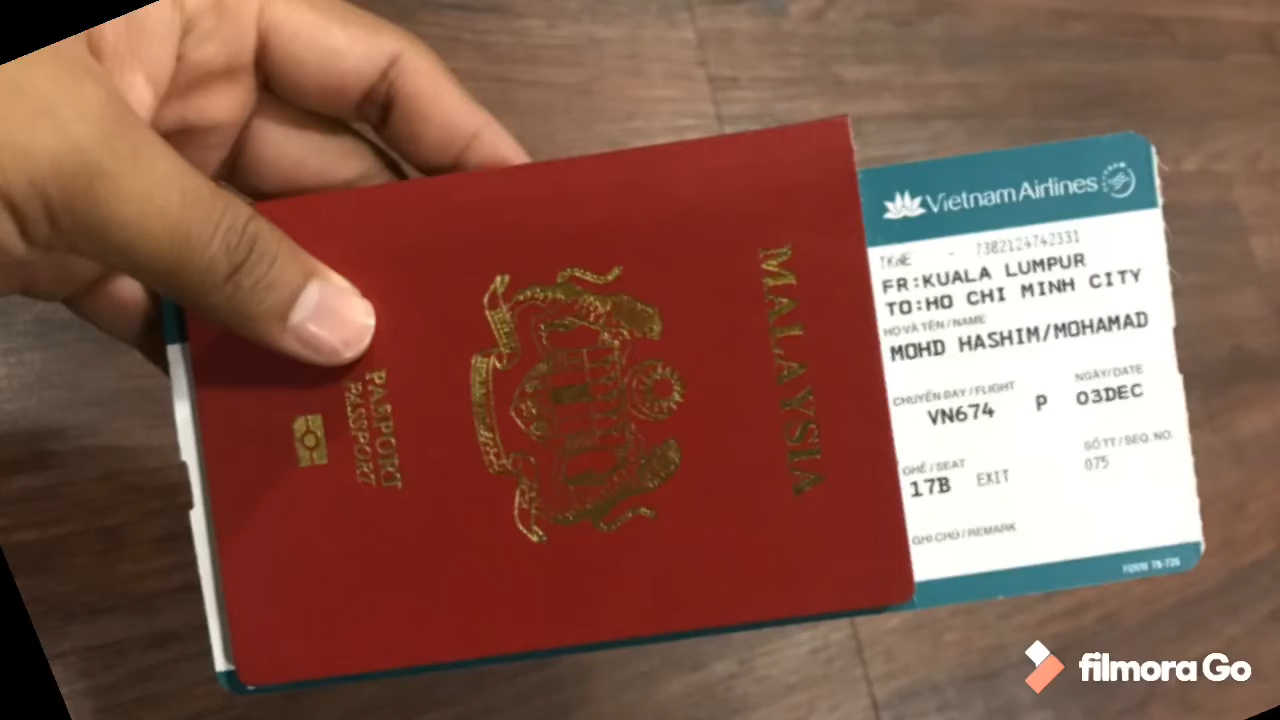 MALAYSIA
PASPORT
PASSPORT
Vietnam Airlines
TKNE - 7382124742331
FR:KUALA LUMPUR
TO:HO CHI MINH CITY
HỌ VÀ TÊN / NAME
MOHD HASHIM/MOHAMAD
CHUYẾN BAY / FLIGHT
NGÀY/ DATE
VN674 P 03DEC
GHẾ / SEAT
SỐ TT / SEQ. NO.
17B EXIT 075
GHI CHÚ / REMARK
filmora Go